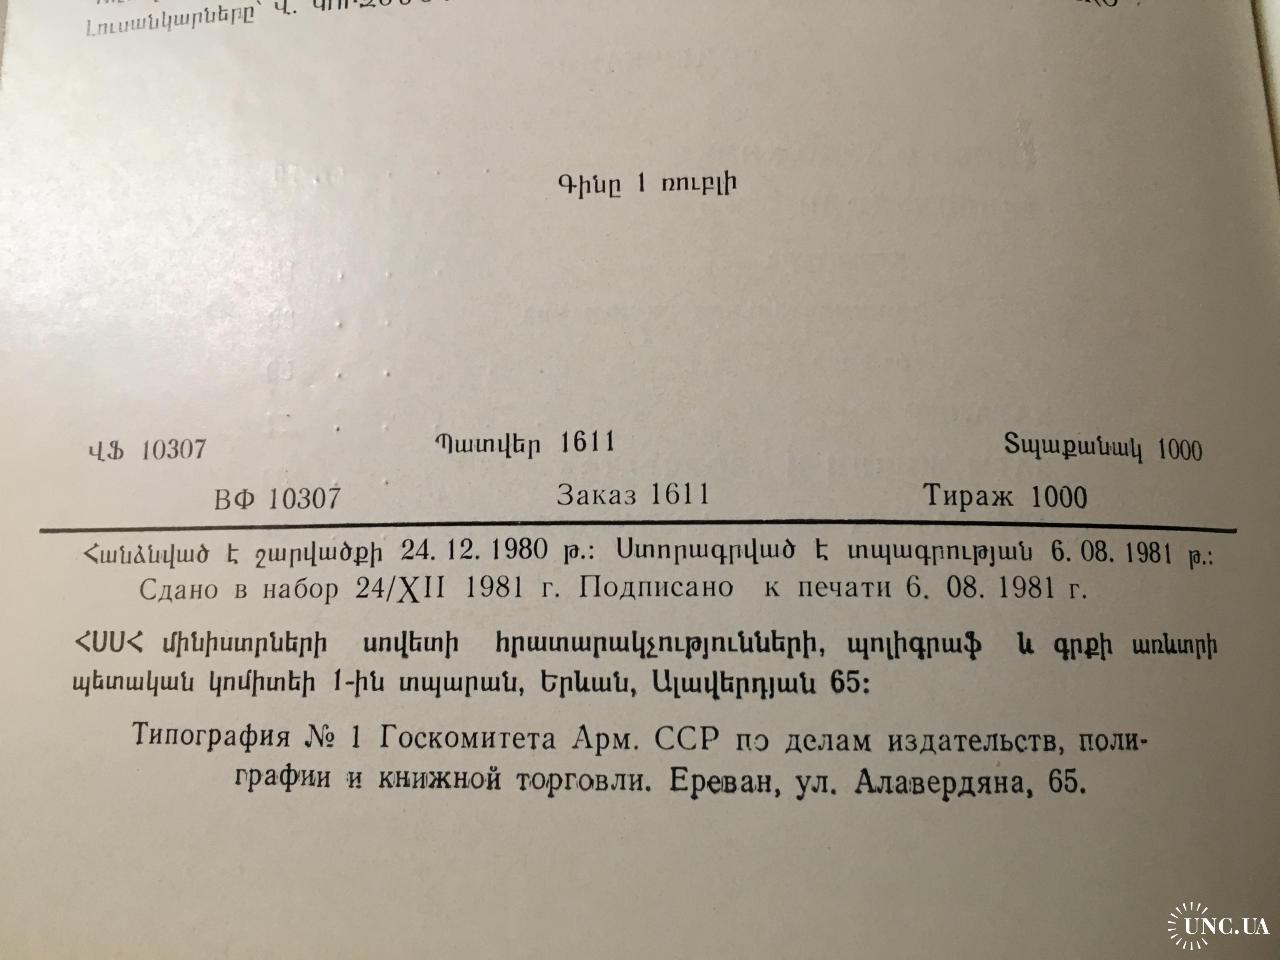 Լուսանկարները՝ Վ.
Գինը 1 ռուբլի
ՎՖ 10307 Պատվեր 1611 Տպաքանակ 1000
ВФ 10307 Заказ 1611 Тираж 1000
Հանձնված է շարվածքի 24. 12. 1980 թ.։ Ստորագրված է տպագրության 6. 08. 1981 թ.։
Сдано в набор 24/XII 1981 г. Подписано к печати 6. 08. 1981 г.
ՀՍՍՀ մինիստրների սովետի հրատարակչությունների, պոլիգրաֆ և գրքի առևտրի
պետական կոմիտեի 1-ին տպարան, Երևան, Ալավերդյան 65։
Типография № 1 Госкомитета Арм. ССР по делам издательств, поли-
графии и книжной торговли. Ереван, ул. Алавердяна, 65.
UNC.UA